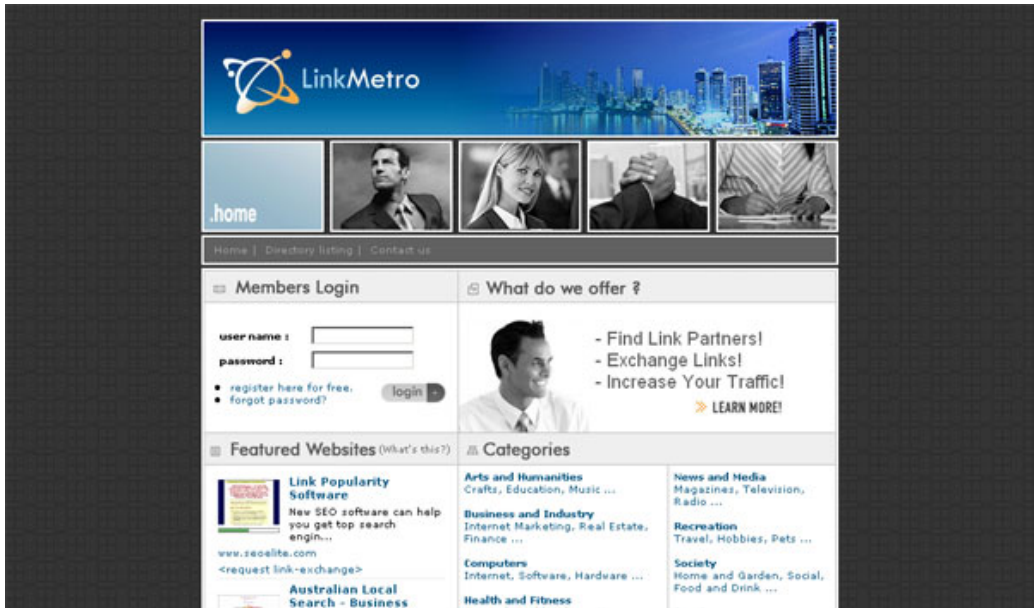 LinkMetro
.home
Home | Directory listing | Contact us
Members Login
user name :
password :
register here for free.
forgot password?
login
What do we offer ?
- Find Link Partners!
- Exchange Links!
- Increase Your Traffic!
LEARN MORE!
Featured Websites (What's this?)
Link Popularity
Software
New SEO software can help
you get top search
engin...
www.seoelite.com
<request link-exchange>
Australian Local
Search - Business
Categories
Arts and Humanities
Crafts, Education, Music ...
Business and Industry
Internet Marketing, Real Estate,
Finance ...
Computers
Internet, Software, Hardware ...
Health and Fitness
News and Media
Magazines, Television,
Radio ...
Recreation
Travel, Hobbies, Pets ...
Society
Home and Garden, Social,
Food and Drink ...